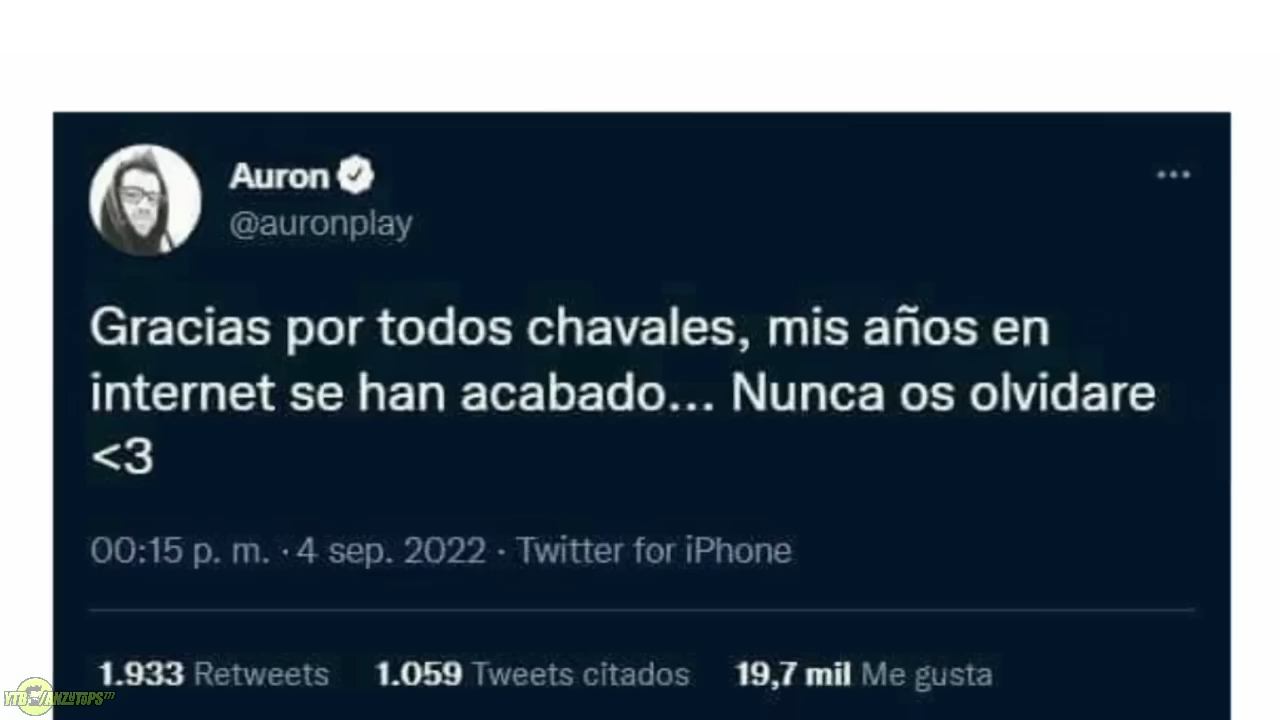 Auron
@auronplay
Gracias por todos chavales, mis años en
internet se han acabado... Nunca os olvidare
<3
00:15 p. m. · 4 sep. 2022 · Twitter for iPhone
1.933 Retweets 1.059 Tweets citados 19,7 mil Me gusta